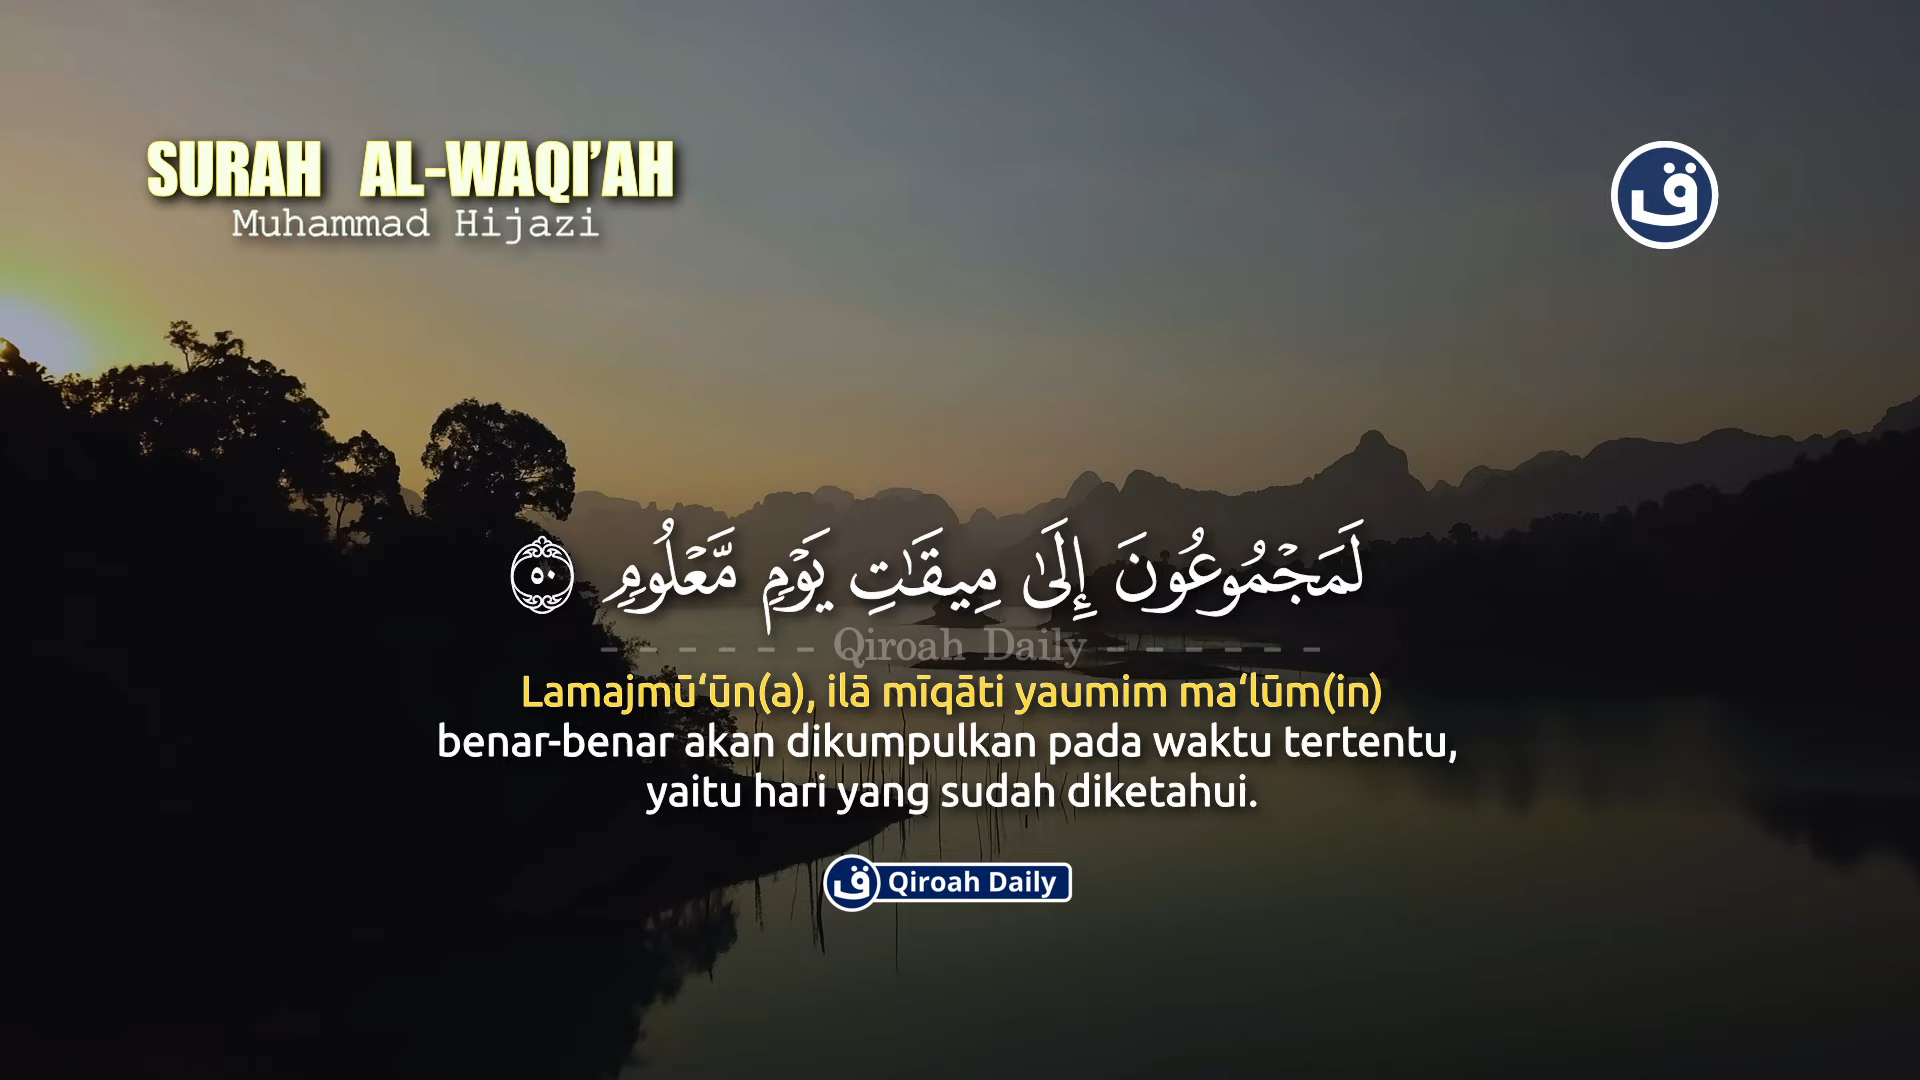 SURAH AL-WAQI'AH
Muhammad Hijazi
ق
لَمَجْمُوعُونَ إِلَىٰ مِيقَٰتِ يَوْمٍ مَّعْلُومٍ ٥٠
- - - - - - Qiroah Daily - - - - - -
Lamajmū‘ūn(a), ilā mīqāti yaumim ma‘lūm(in)
benar-benar akan dikumpulkan pada waktu tertentu,
yaitu hari yang sudah diketahui.
ق Qiroah Daily